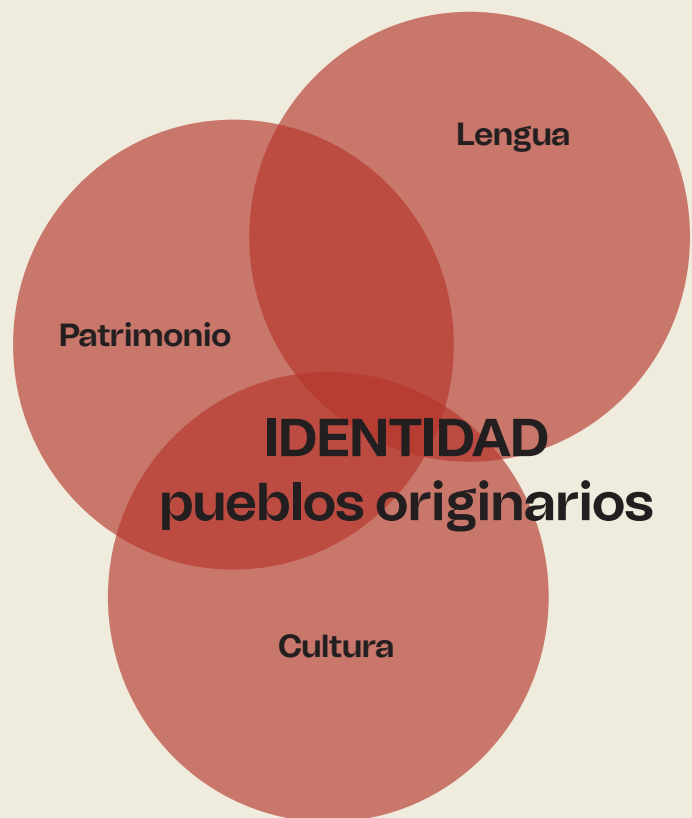 Lengua
Patrimonio
IDENTIDAD
pueblos originarios
Cultura